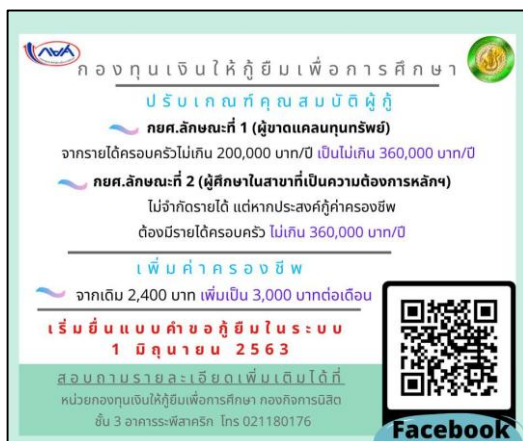 กยศ
กองทุนเงินให้กู้ยืมเพื่อการศึกษา
ปรับเกณฑ์คุณสมบัติผู้กู้
กยศ.ลักษณะที่ 1 (ผู้ขาดแคลนทุนทรัพย์)
จากรายได้ครอบครัวไม่เกิน 200,000 บาท/ปี เป็นไม่เกิน 360,000 บาท/ปี
กยศ.ลักษณะที่ 2 (ผู้ศึกษาในสาขาที่เป็นความต้องการหลักฯ)
ไม่จำกัดรายได้ แต่หากประสงค์กู้ค่าครองชีพ
ต้องมีรายได้ครอบครัว ไม่เกิน 360,000 บาท/ปี
เพิ่มค่าครองชีพ
จากเดิม 2,400 บาท เพิ่มเป็น 3,000 บาทต่อเดือน
เริ่มยื่นแบบคำขอกู้ยืมในระบบ
1 มิถุนายน 2563
สอบถามรายละเอียดเพิ่มเติมได้ที่
หน่วยกองทุนเงินให้กู้ยืมเพื่อการศึกษา กองกิจการนิสิต
ชั้น 3 อาคารระพีสาคริก โทร 021180176
Facebook